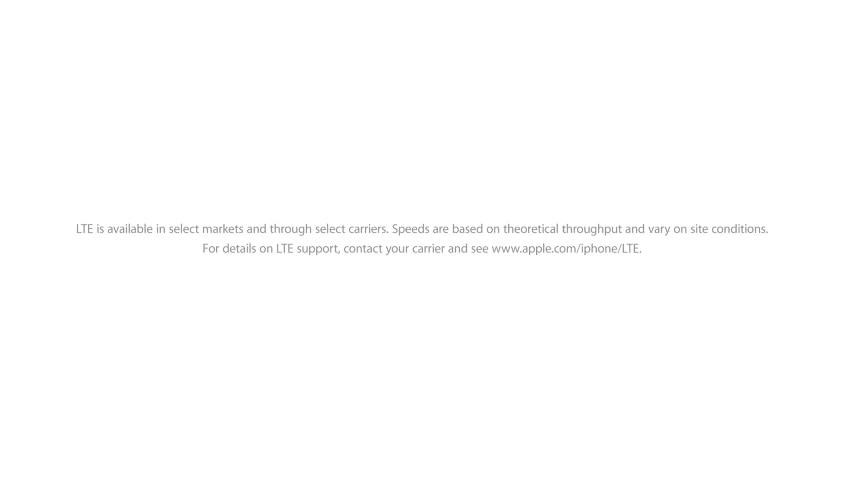 LTE is available in select markets and through select carriers. Speeds are based on theoretical throughput and vary on site conditions.
For details on LTE support, contact your carrier and see www.apple.com/iphone/LTE.